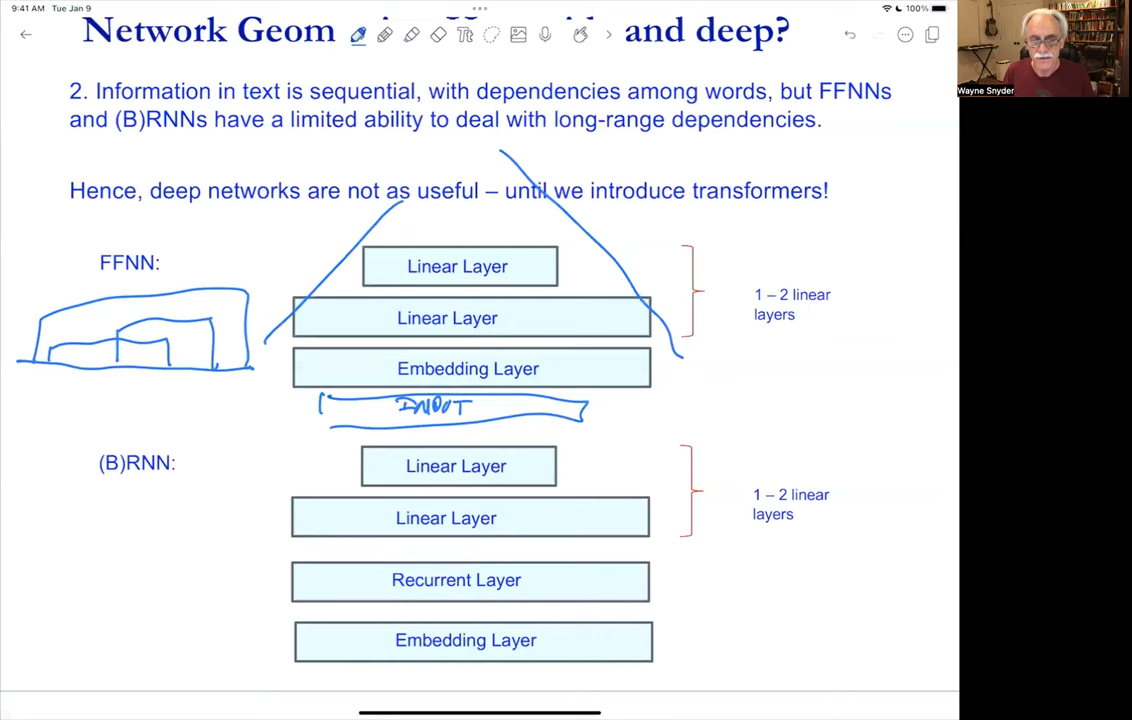 9:41 AM Tue Jan 9
100%
Network Geom
and deep?
Tt
Wayne Snyder
2. Information in text is sequential, with dependencies among words, but FFNNs
and (B)RNNs have a limited ability to deal with long-range dependencies.
Hence, deep networks are not as useful – until we introduce transformers!
FFNN:
Linear Layer
Linear Layer
1 – 2 linear
layers
Embedding Layer
INPUT
(B)RNN:
Linear Layer
Linear Layer
1 – 2 linear
layers
Recurrent Layer
Embedding Layer